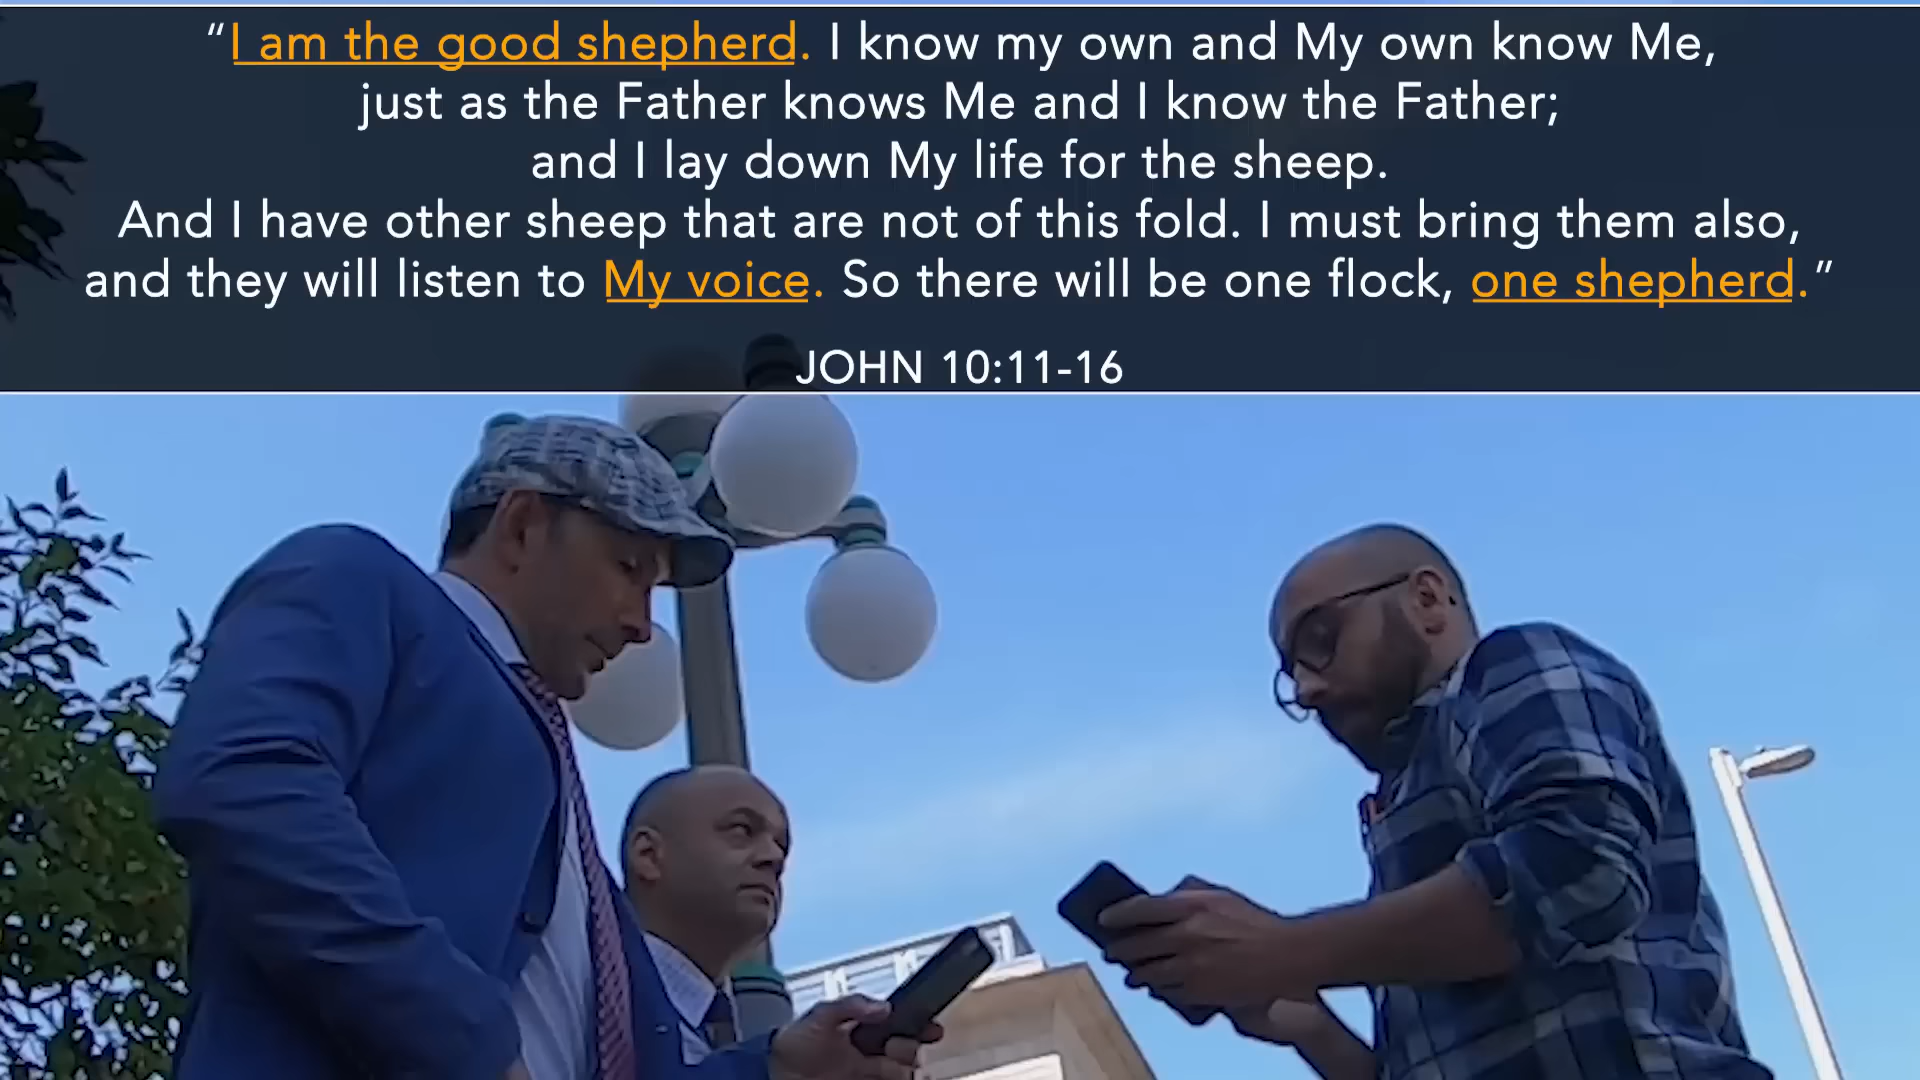 “I am the good shepherd. I know my own and My own know Me,
just as the Father knows Me and I know the Father;
and I lay down My life for the sheep.
And I have other sheep that are not of this fold. I must bring them also,
and they will listen to My voice. So there will be one flock, one shepherd.”
JOHN 10:11-16